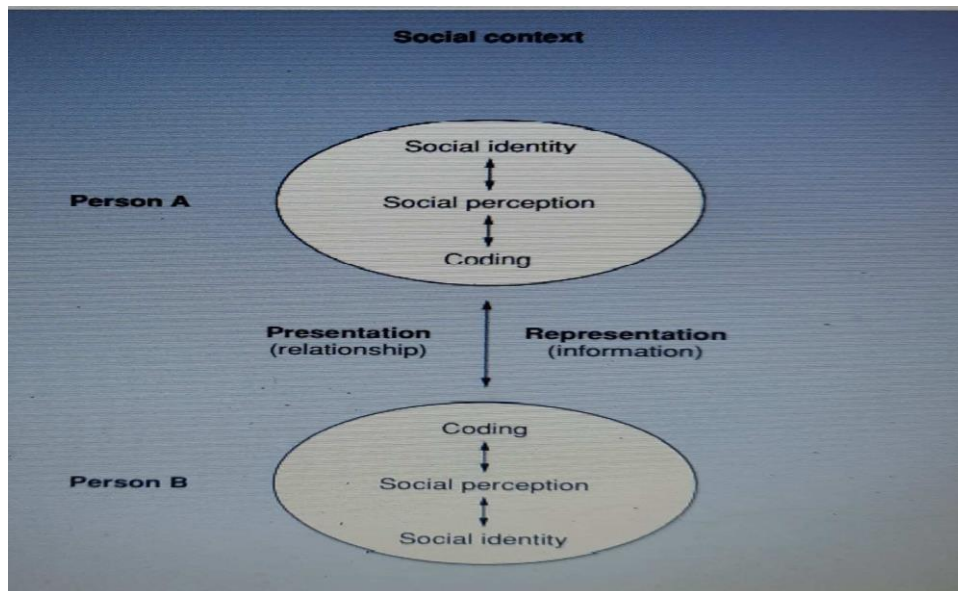 Social context
Person A
Social identity
Social perception
Coding
Presentation
(relationship)
Representation
(information)
Person B
Coding
Social perception
Social identity